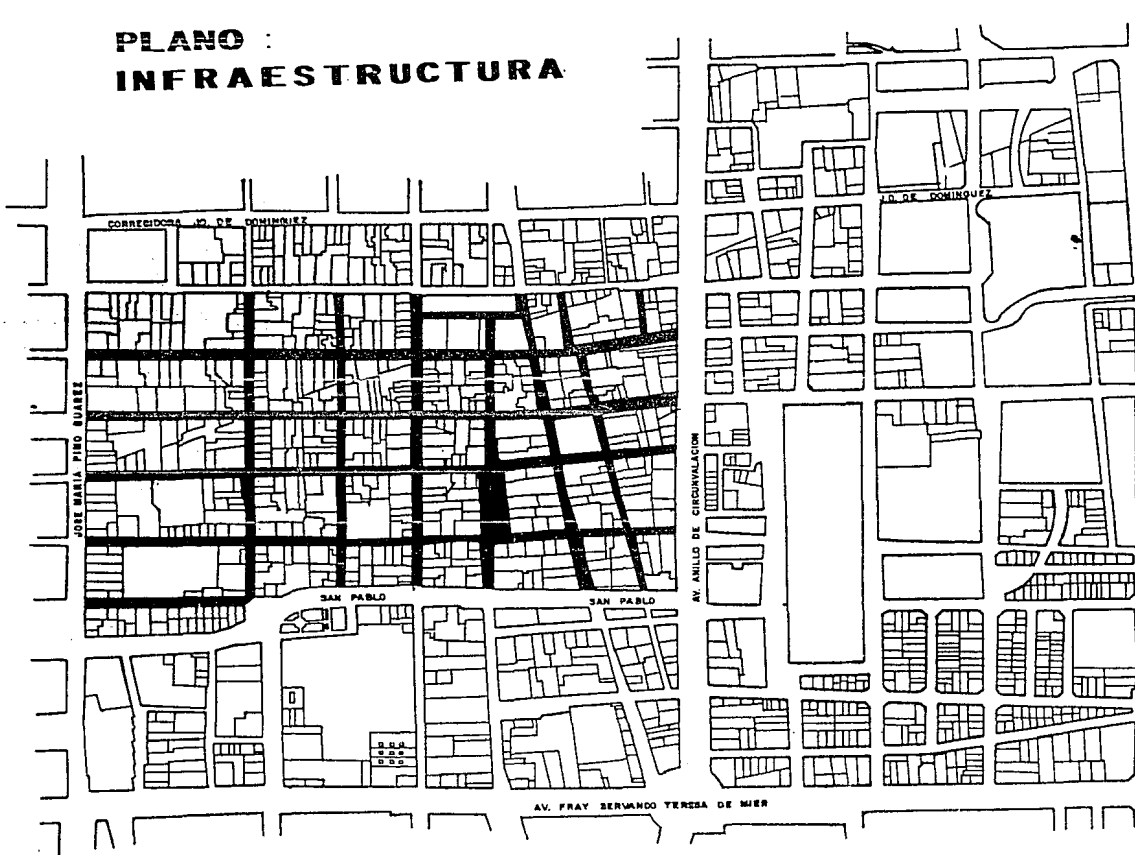 PLANO :
INFRAESTRUCTURA
J.O. DE DOMINGUEZ
CORREGIDORA JO. DE DOMINGUEZ
JOSE MARIA PINO SUAREZ
AV. ANILLO DE CIRCUNVALACION
SAN PABLO
SAN PABLO
AV. FRAY SERVANDO TERESA DE MIER